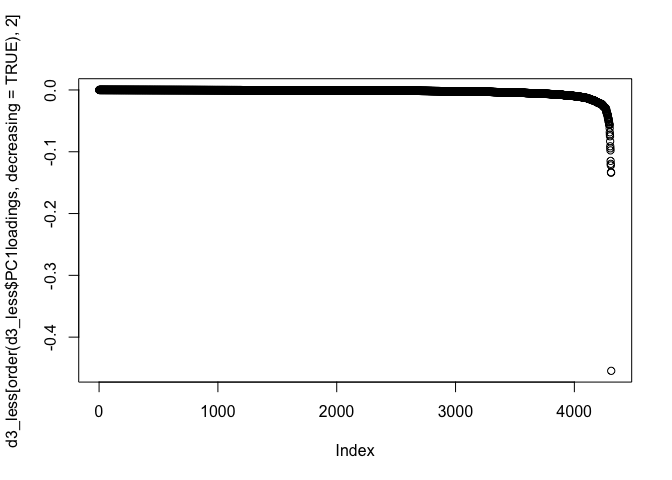 d3_less[order(d3_less$PC1loadings, decreasing = TRUE), 2]
0.0
-0.1
-0.2
-0.3
-0.4
0 1000 2000 3000 4000
Index